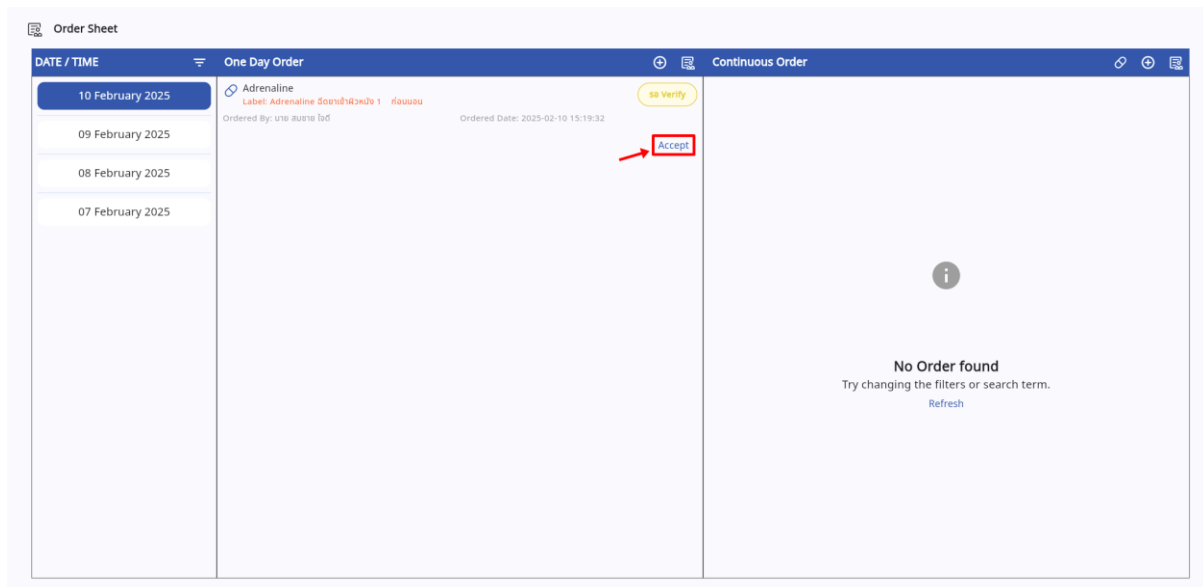 Order Sheet
DATE / TIME
10 February 2025
09 February 2025
08 February 2025
07 February 2025
One Day Order
Adrenaline
รอ Verify
Label: Adrenaline ฉีดยาเข้าผิวหนัง 1 ก่อนนอน
Ordered By: นาย สมชาย ใจดี Ordered Date: 2025-02-10 15:19:32
Accept
Continuous Order
No Order found
Try changing the filters or search term.
Refresh